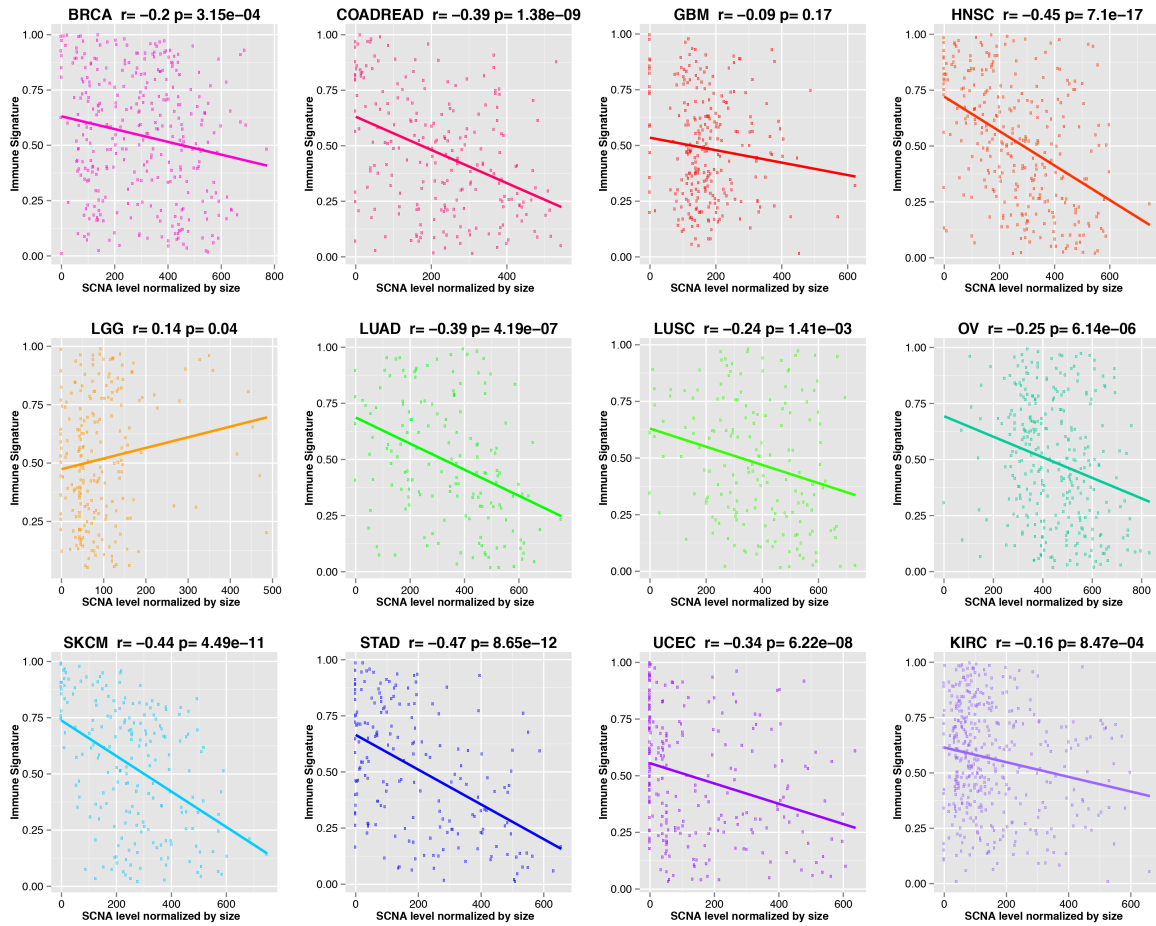 BRCA r= −0.2 p= 3.15e−04
COADREAD r= −0.39 p= 1.38e−09
GBM r= −0.09 p= 0.17
HNSC r= −0.45 p= 7.1e−17
1.00
0.75
0.50
0.25
0.00
Immune Signature
0 200 400 600 800
SCNA level normalized by size
1.00
0.75
0.50
0.25
0.00
Immune Signature
0 200 400
SCNA level normalized by size
1.00
0.75
0.50
0.25
0.00
Immune Signature
0 200 400 600
SCNA level normalized by size
1.00
0.75
0.50
0.25
0.00
Immune Signature
0 200 400 600
SCNA level normalized by size
LGG r= 0.14 p= 0.04
LUAD r= −0.39 p= 4.19e−07
LUSC r= −0.24 p= 1.41e−03
OV r= −0.25 p= 6.14e−06
1.00
0.75
0.50
0.25
Immune Signature
0 100 200 300 400 500
SCNA level normalized by size
1.00
0.75
0.50
0.25
0.00
Immune Signature
0 200 400 600
SCNA level normalized by size
1.00
0.75
0.50
0.25
0.00
Immune Signature
0 200 400 600
SCNA level normalized by size
1.00
0.75
0.50
0.25
0.00
Immune Signature
0 200 400 600 800
SCNA level normalized by size
SKCM r= −0.44 p= 4.49e−11
STAD r= −0.47 p= 8.65e−12
UCEC r= −0.34 p= 6.22e−08
KIRC r= −0.16 p= 8.47e−04
1.00
0.75
0.50
0.25
0.00
Immune Signature
0 200 400 600
SCNA level normalized by size
1.00
0.75
0.50
0.25
0.00
Immune Signature
0 200 400 600
SCNA level normalized by size
1.00
0.75
0.50
0.25
0.00
Immune Signature
0 200 400 600
SCNA level normalized by size
1.00
0.75
0.50
0.25
0.00
Immune Signature
0 200 400 600
SCNA level normalized by size